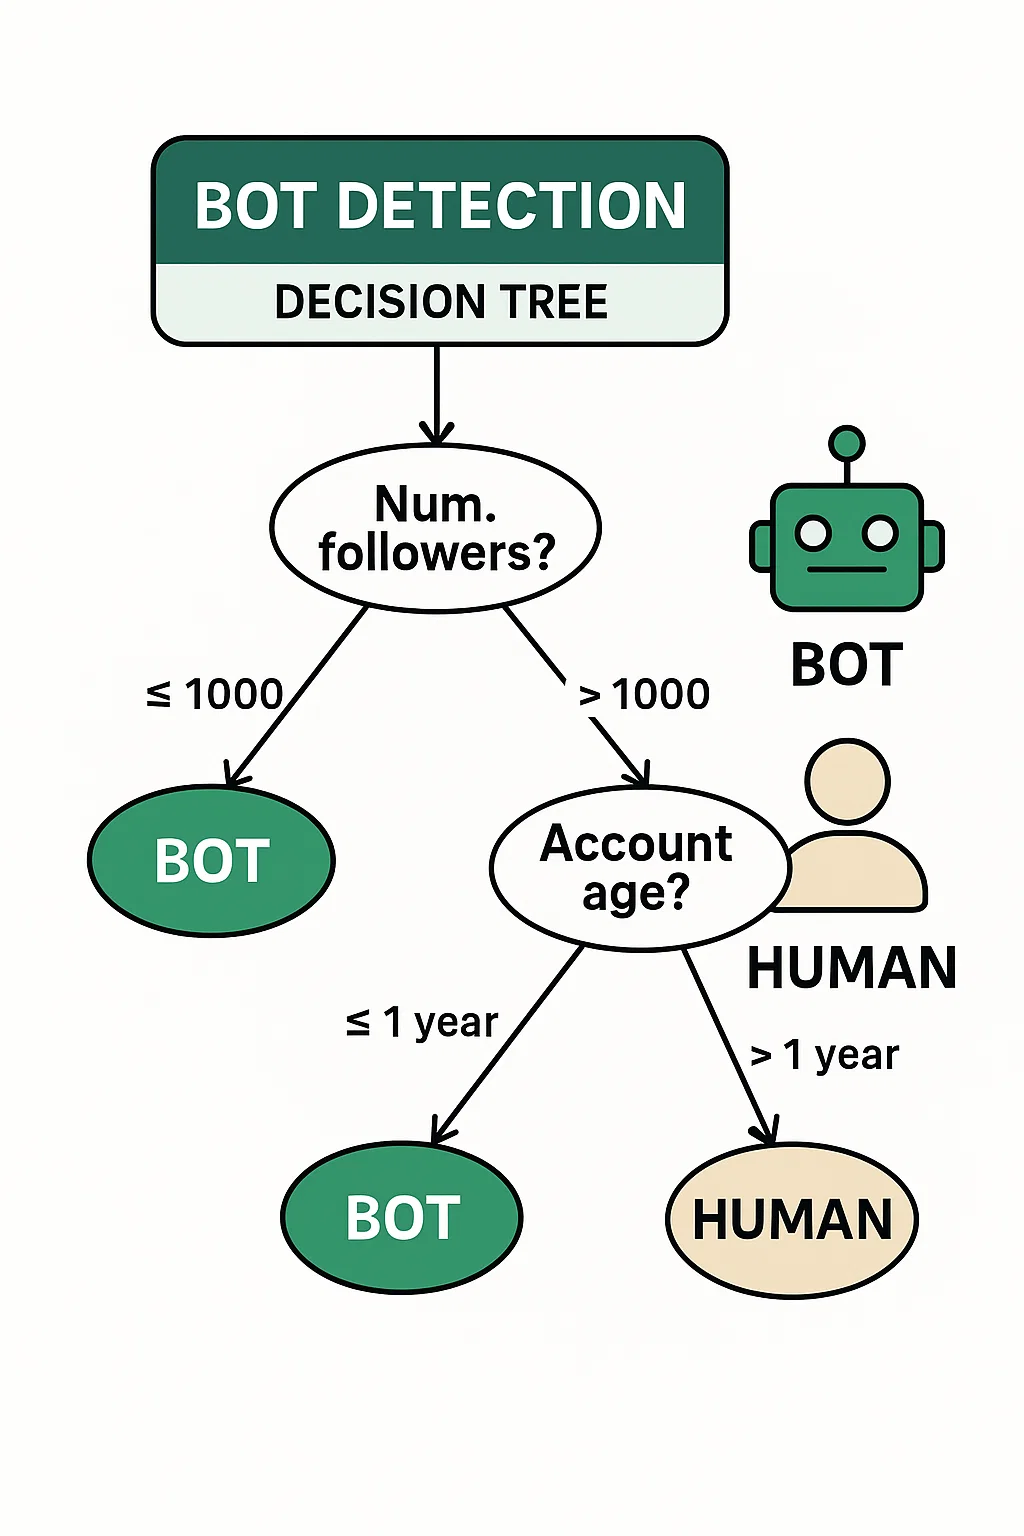 BOT DETECTION
DECISION TREE
Num.
followers?
BOT
≤ 1000
> 1000
BOT
Account
age?
HUMAN
≤ 1 year
> 1 year
BOT
HUMAN